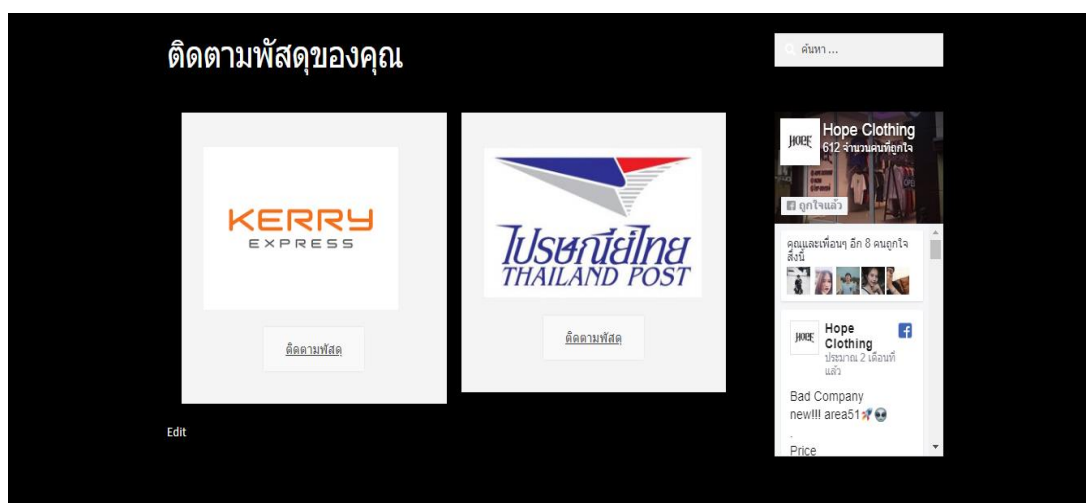 ติดตามพัสดุของคุณ
ค้นหา ...
KERRY
EXPRESS
ติดตามพัสดุ
ไปรษณีย์ไทย
THAILAND POST
ติดตามพัสดุ
Edit
HOPE
Hope Clothing
612 จำนวนคนที่ถูกใจ
ถูกใจแล้ว
คุณและเพื่อนๆ อีก 8 คนถูกใจ
สิ่งนี้
HOPE
Hope
Clothing
ประมาณ 2 เดือนที่
แล้ว
Bad Company
new!!! area51🚀👽
.
Price